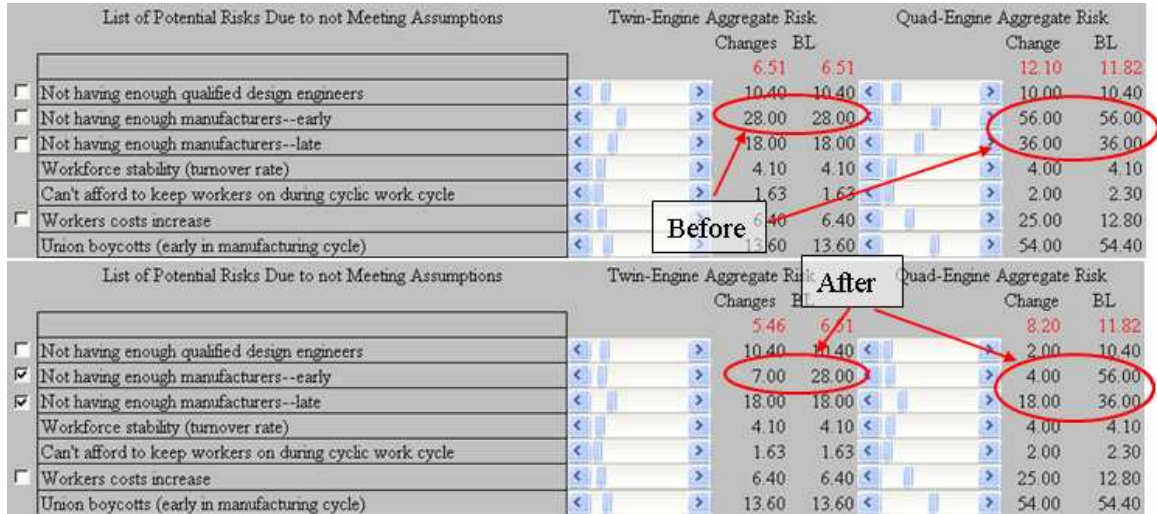 List of Potential Risks Due to not Meeting Assumptions Twin-Engine Aggregate Risk Quad-Engine Aggregate Risk
Changes BL Change BL
6.51 6.51 12.10 11.82
Not having enough qualified design engineers 10.40 10.40 10.00 10.40
Not having enough manufacturers--early 28.00 28.00 56.00 56.00
Not having enough manufacturers--late 18.00 18.00 36.00 36.00
Workforce stability (turnover rate) 4.10 4.10 4.00 4.10
Can't afford to keep workers on during cyclic work cycle 1.63 1.63 2.00 2.30
Workers costs increase 6.40 6.40 25.00 12.80
Before
Union boycotts (early in manufacturing cycle) 13.60 13.60 54.00 54.40
List of Potential Risks Due to not Meeting Assumptions Twin-Engine Aggregate Risk Quad-Engine Aggregate Risk
After
Changes BL Change BL
5.46 6.51 8.20 11.82
Not having enough qualified design engineers 10.40 10.40 2.00 10.40
Not having enough manufacturers--early 7.00 28.00 4.00 56.00
Not having enough manufacturers--late 18.00 18.00 18.00 36.00
Workforce stability (turnover rate) 4.10 4.10 4.00 4.10
Can't afford to keep workers on during cyclic work cycle 1.63 1.63 2.00 2.30
Workers costs increase 6.40 6.40 25.00 12.80
Union boycotts (early in manufacturing cycle) 13.60 13.60 54.00 54.40